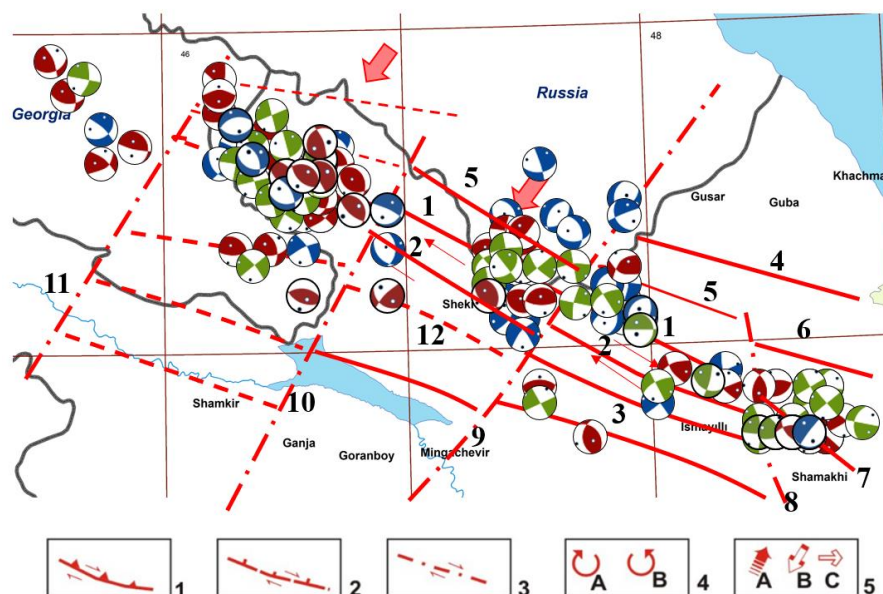 46
48
Georgia
Russia
Khachma
Gusar
Guba
5
1
4
2
11
Shekk
5
6
12
1
2
Shamkir
10
3
Ismayıllı
Ganja
9
Mingachevir
Goranboy
7
Shamakhi
8
1
2
3
A B 4
A B C 5